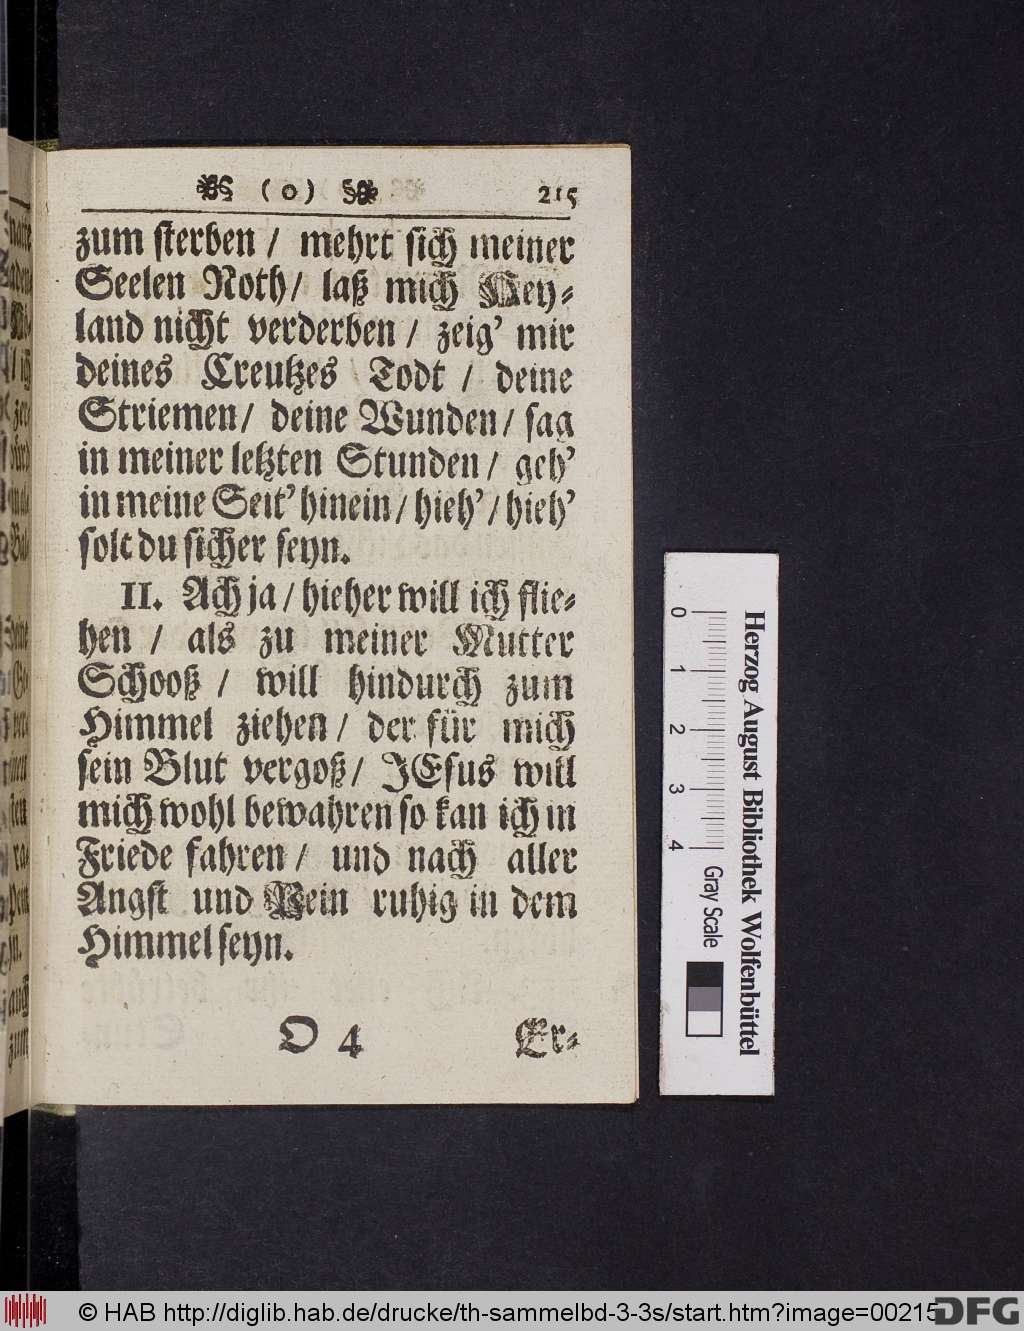 ( o ) 215
zum sterben / mehrt sich meiner
Seelen Noth / laß mich Hey-
land nicht verderben / zeig' mir
deines Creutzes Todt / deine
Striemen / deine Wunden / sag
in meiner letzten Stunden / geh'
in meine Seit' hinein / hieh' / hieh'
solt du sicher seyn.
II. Ach ja / hieher will ich flie-
hen / als zu meiner Mutter
Schooß / will hindurch zum
Himmel ziehen / der für mich
sein Blut vergoß / JEsus will
mich wohl bewahren so kan ich in
Friede fahren / und nach aller
Angst und Pein ruhig in dem
Himmel seyn.
O 4 Er-
0 1 2 3 4 Gray Scale
Herzog August Bibliothek Wolfenbüttel
© HAB http://diglib.hab.de/drucke/th-sammelbd-3-3s/start.htm?image=00215
DFG